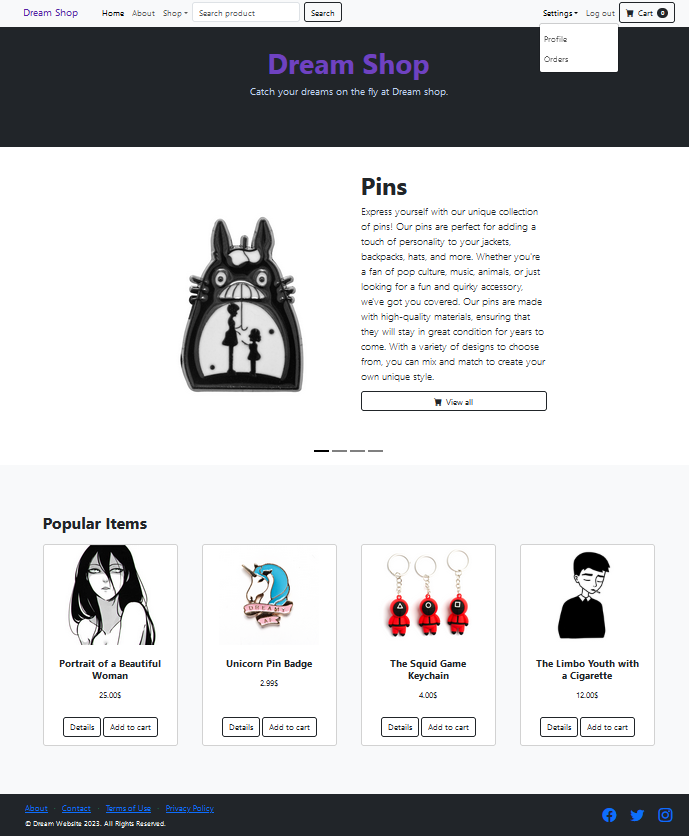 Dream Shop Home About Shop Search product Search Settings Log out Cart 0
Profile
Orders
Dream Shop
Catch your dreams on the fly at Dream shop.
Pins
Express yourself with our unique collection
of pins! Our pins are perfect for adding a
touch of personality to your jackets,
backpacks, hats, and more. Whether you're
a fan of pop culture, music, animals, or just
looking for a fun and quirky accessory,
we've got you covered. Our pins are made
with high-quality materials, ensuring that
they will stay in great condition for years to
come. With a variety of designs to choose
from, you can mix and match to create your
own unique style.
View all
Popular Items
DREAMY
AF
Portrait of a Beautiful
Woman
25.00$
Details Add to cart
Unicorn Pin Badge
2.99$
Details Add to cart
The Squid Game
Keychain
4.00$
Details Add to cart
The Limbo Youth with
a Cigarette
12.00$
Details Add to cart
About · Contact · Terms of Use · Privacy Policy
© Dream Website 2023. All Rights Reserved.